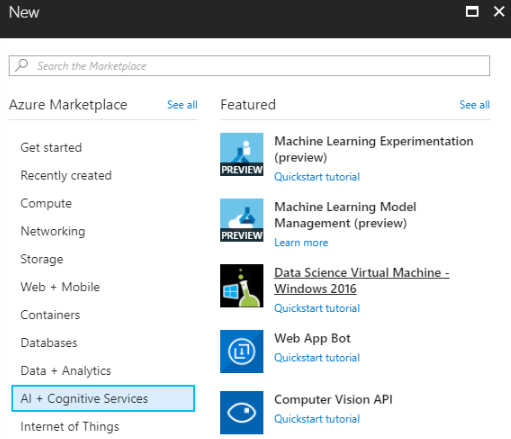 New
Search the Marketplace
Azure Marketplace
See all
Get started
Recently created
Compute
Networking
Storage
Web + Mobile
Containers
Databases
Data + Analytics
AI + Cognitive Services
Internet of Things
Featured
See all
PREVIEW
Machine Learning Experimentation
(preview)
Quickstart tutorial
PREVIEW
Machine Learning Model
Management (preview)
Learn more
Data Science Virtual Machine -
Windows 2016
Quickstart tutorial
Web App Bot
Quickstart tutorial
Computer Vision API
Quickstart tutorial